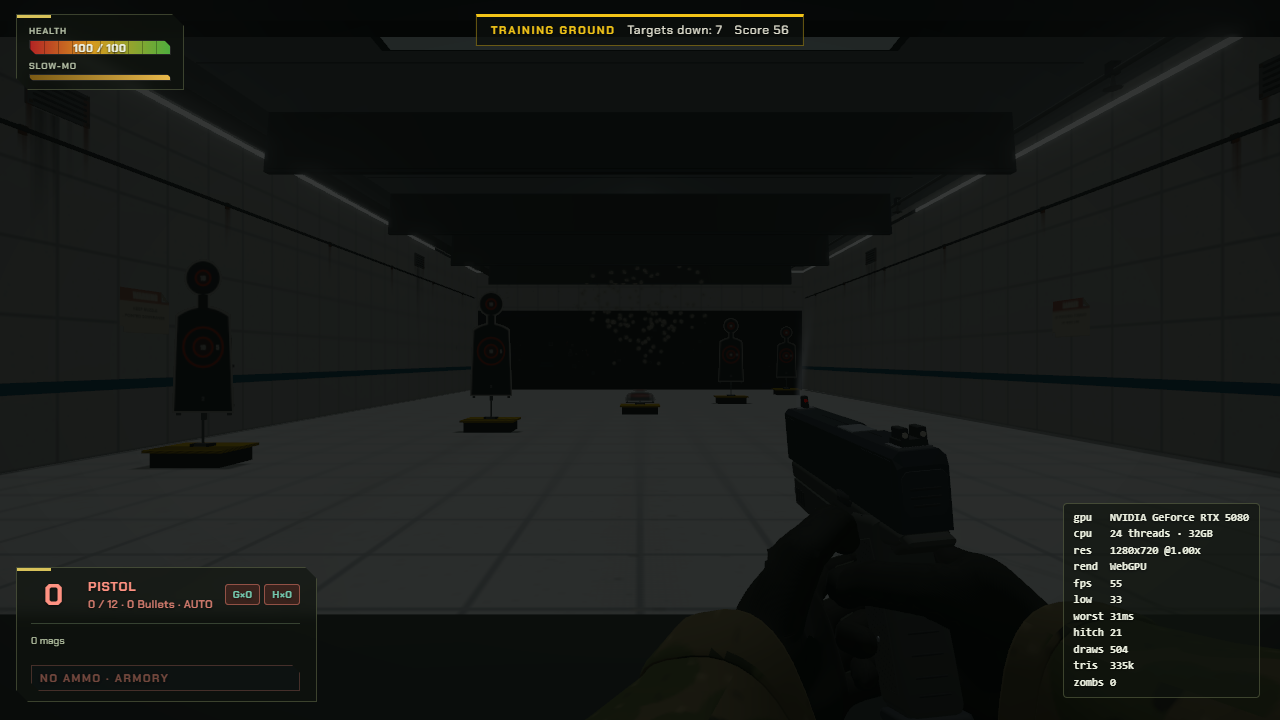 HEALTH
100 / 100
SLOW-MO
TRAINING GROUND Targets down: 7 Score 56
0
PISTOL
0 / 12 · 0 Bullets · AUTO
G×0
H×0
0 mags
NO AMMO · ARMORY
gpu NVIDIA GeForce RTX 5080
cpu 24 threads · 32GB
res 1280x720 @1.00x
rend WebGPU
fps 55
low 33
worst 31ms
hitch 21
draws 504
tris 335k
zombs 0